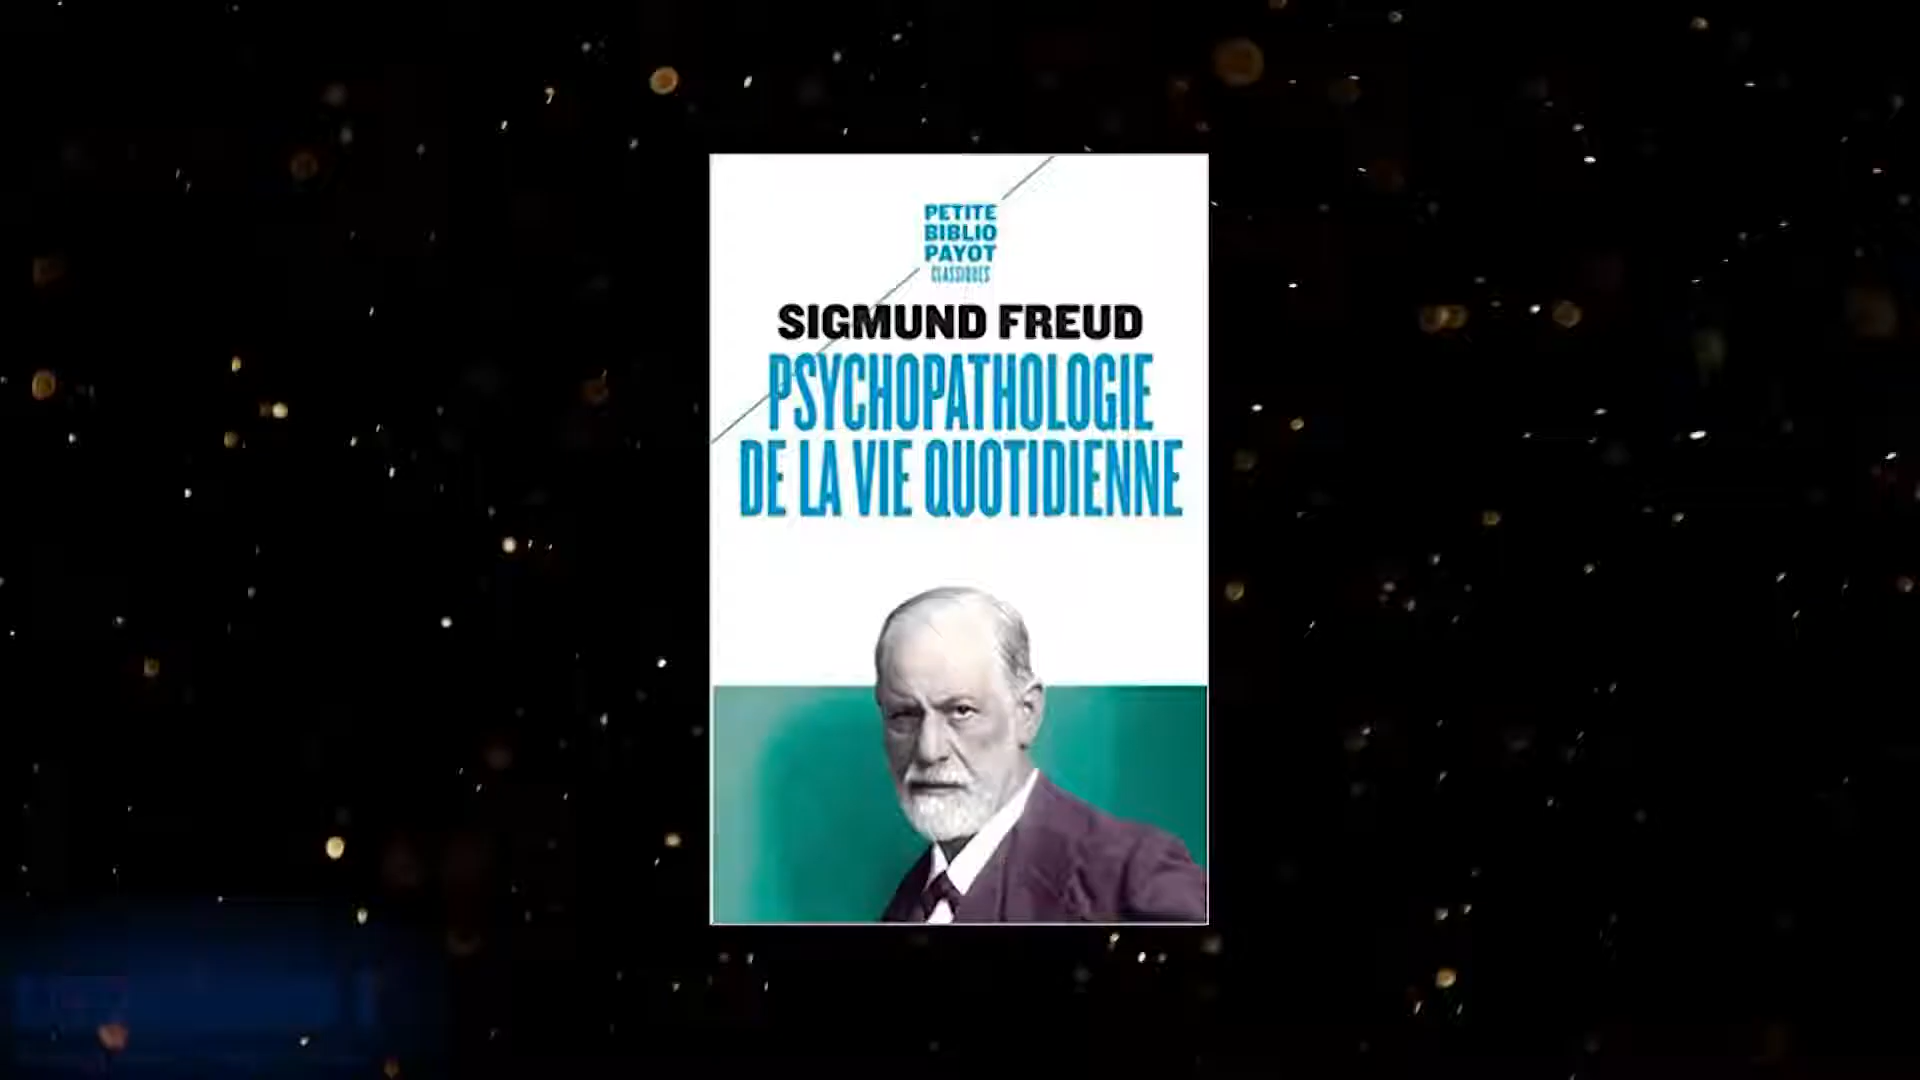 PETITE
BIBLIO
PAYOT
CLASSIQUES
SIGMUND FREUD
PSYCHOPATHOLOGIE
DE LA VIE QUOTIDIENNE